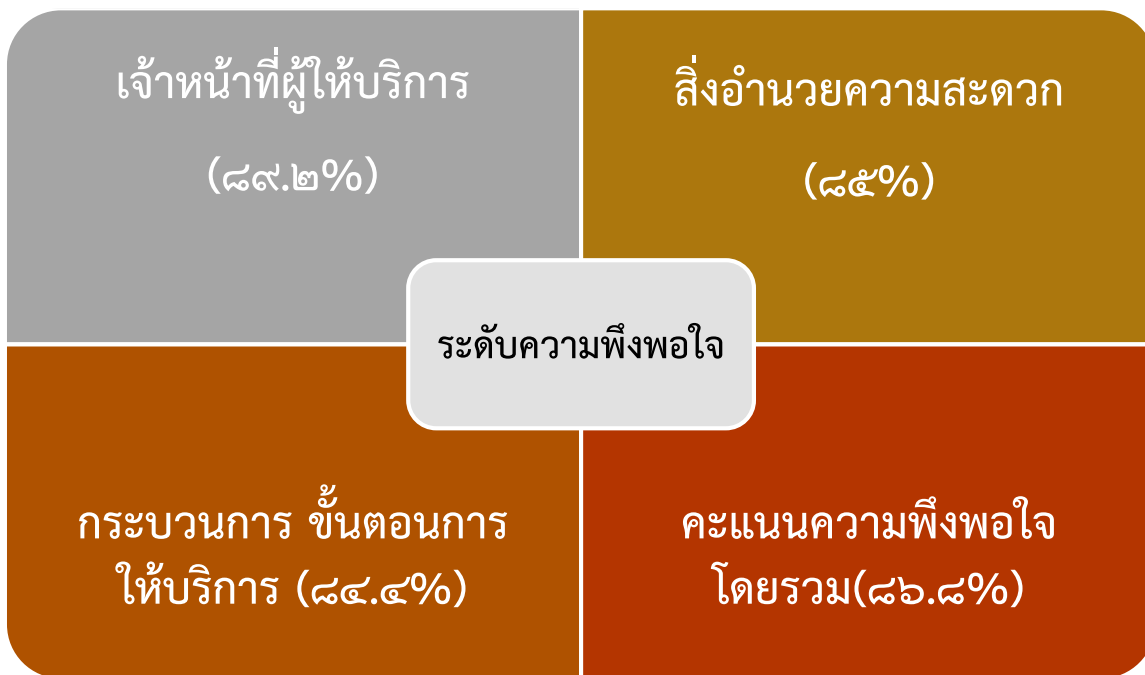 เจ้าหน้าที่ผู้ให้บริการ
(๘๙.๒%)
สิ่งอำนวยความสะดวก
(๘๕%)
ระดับความพึงพอใจ
กระบวนการ ขั้นตอนการ
ให้บริการ (๘๔.๔%)
คะแนนความพึงพอใจ
โดยรวม(๘๖.๘%)